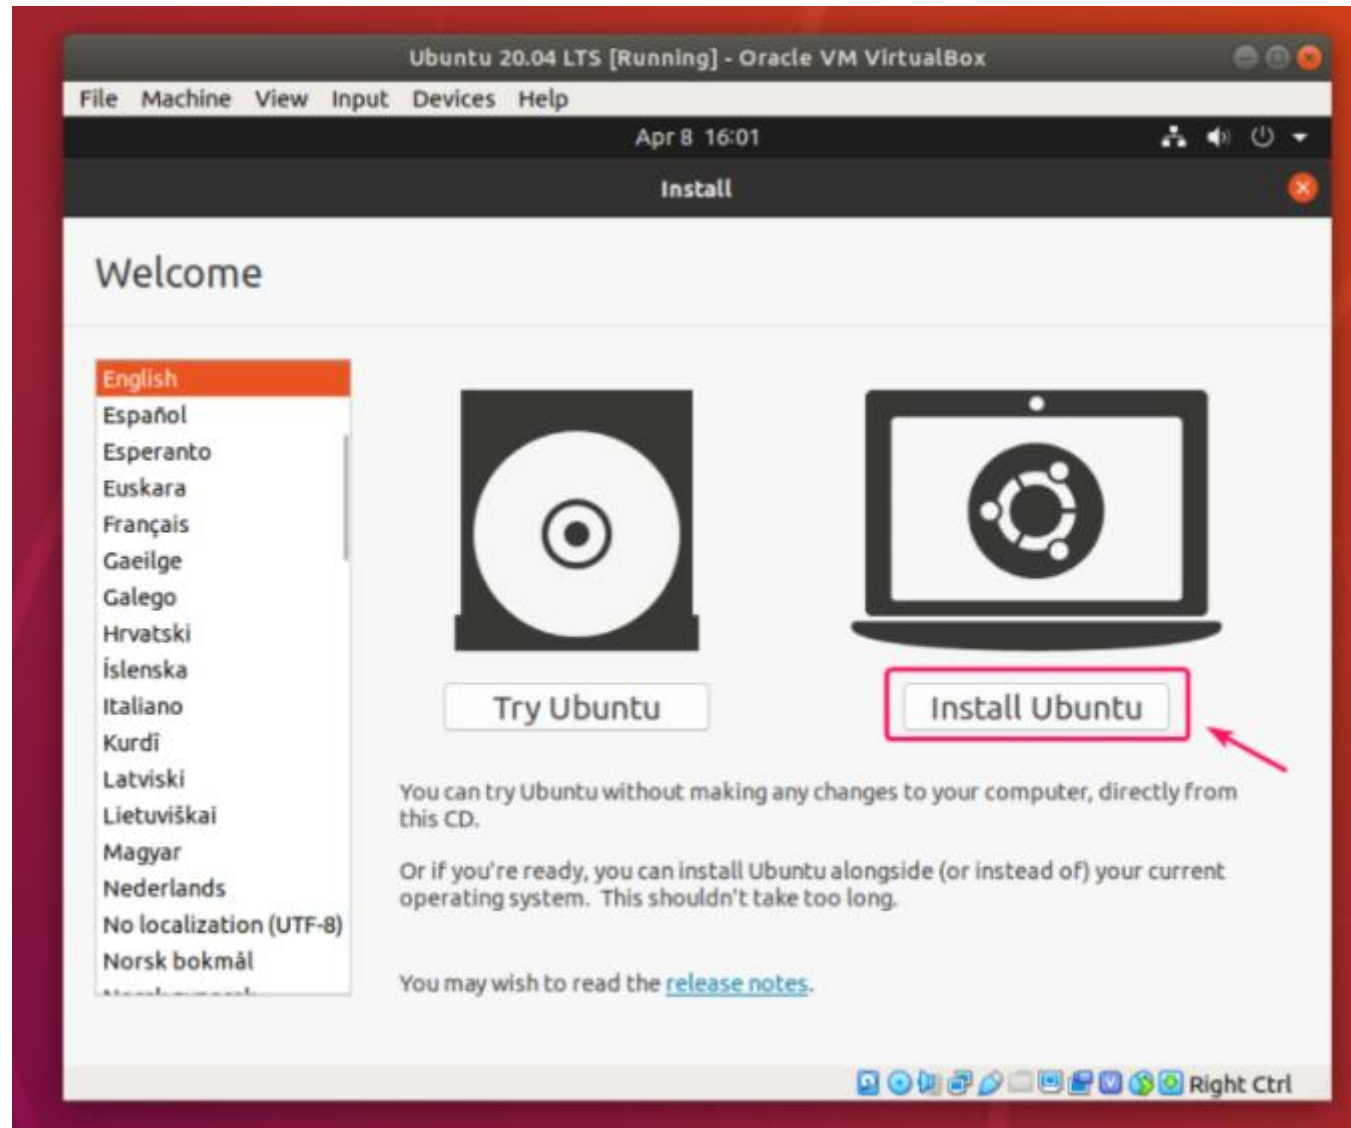 Ubuntu 20.04 LTS [Running] - Oracle VM VirtualBox
File Machine View Input Devices Help
Apr 8 16:01
Install
Welcome
English
Español
Esperanto
Euskara
Français
Gaeilge
Galego
Hrvatski
Íslenska
Italiano
Kurdî
Latviski
Lietuviškai
Magyar
Nederlands
No localization (UTF-8)
Norsk bokmål
Try Ubuntu
Install Ubuntu
You can try Ubuntu without making any changes to your computer, directly from
this CD.
Or if you're ready, you can install Ubuntu alongside (or instead of) your current
operating system. This shouldn't take too long.
You may wish to read the release notes.
Right Ctrl